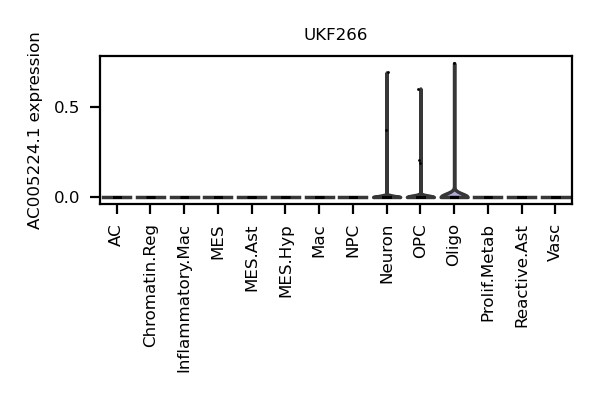 UKF266
AC005224.1 expression
0.5
0.0
AC
Chromatin.Reg
Inflammatory.Mac
MES
MES.Ast
MES.Hyp
Mac
NPC
Neuron
OPC
Oligo
Prolif.Metab
Reactive.Ast
Vasc